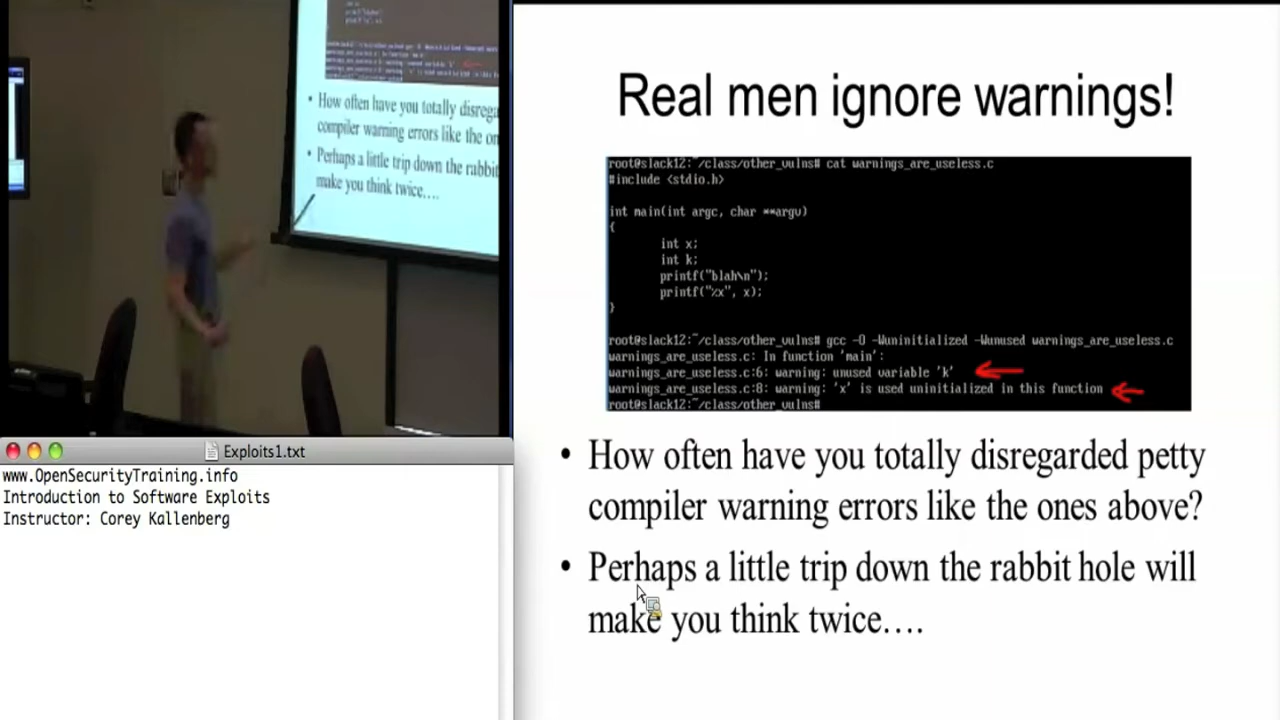 • How often have you totally disrega
compiler warning errors like the ones
• Perhaps a little trip down the rabbit
make you think twice....
Exploits1.txt
www.OpenSecurityTraining.info
Introduction to Software Exploits
Instructor: Corey Kallenberg
Real men ignore warnings!
root@slack12:~/class/other_vulns# cat warnings_are_useless.c
#include <stdio.h>
int main(int argc, char **argv)
{
int x;
int k;
printf("blah\n");
printf("%x", x);
}
root@slack12:~/class/other_vulns# gcc -O -Wuninitialized -Wunused warnings_are_useless.c
warnings_are_useless.c: In function 'main':
warnings_are_useless.c:6: warning: unused variable 'k'
warnings_are_useless.c:8: warning: 'x' is used uninitialized in this function
root@slack12:~/class/other_vulns#
• How often have you totally disregarded petty
compiler warning errors like the ones above?
• Perhaps a little trip down the rabbit hole will
make you think twice....